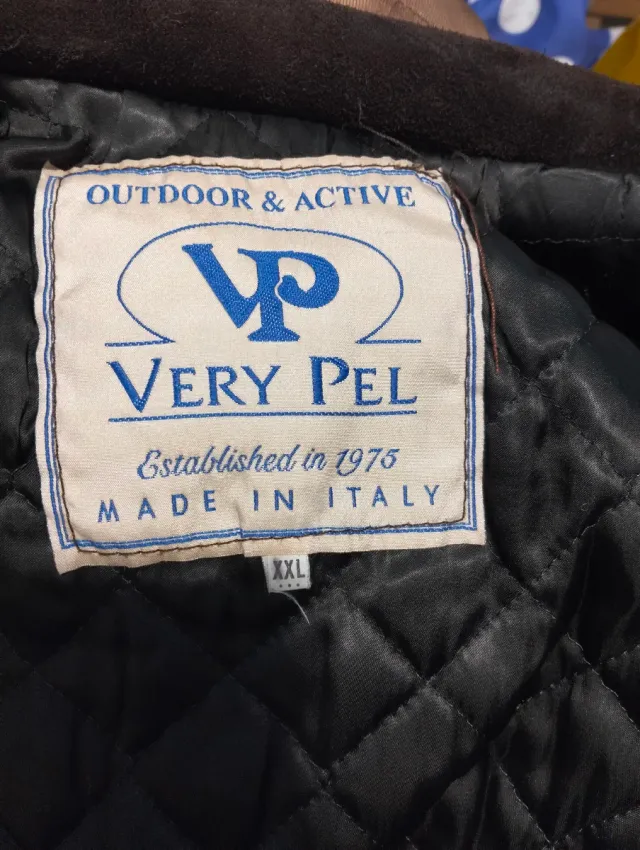 OUTDOOR & ACTIVE
VP
VERY PEL
Established in 1975
MADE IN ITALY
XXL